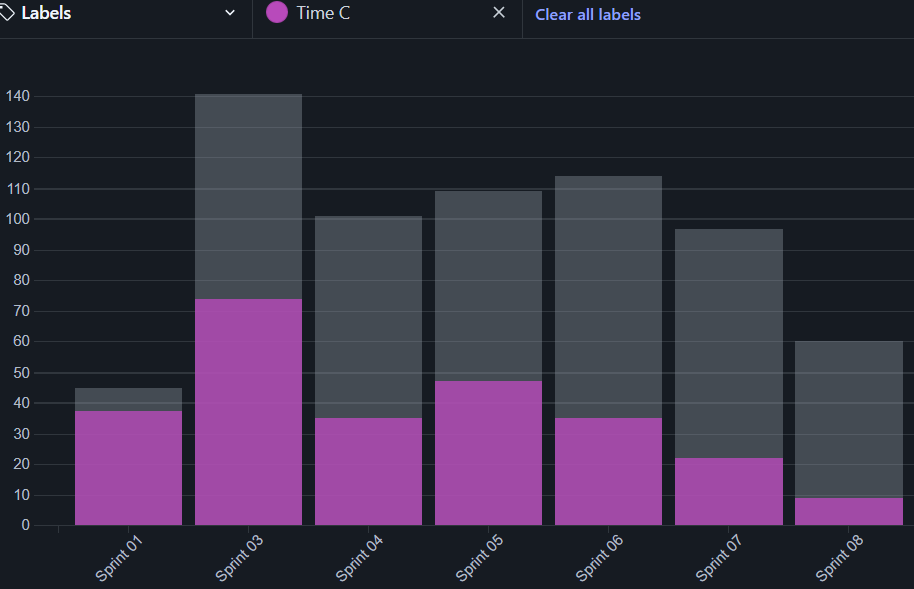 Labels
Time C
Clear all labels
140
130
120
110
100
90
80
70
60
50
40
30
20
10
0
Sprint 01
Sprint 03
Sprint 04
Sprint 05
Sprint 06
Sprint 07
Sprint 08